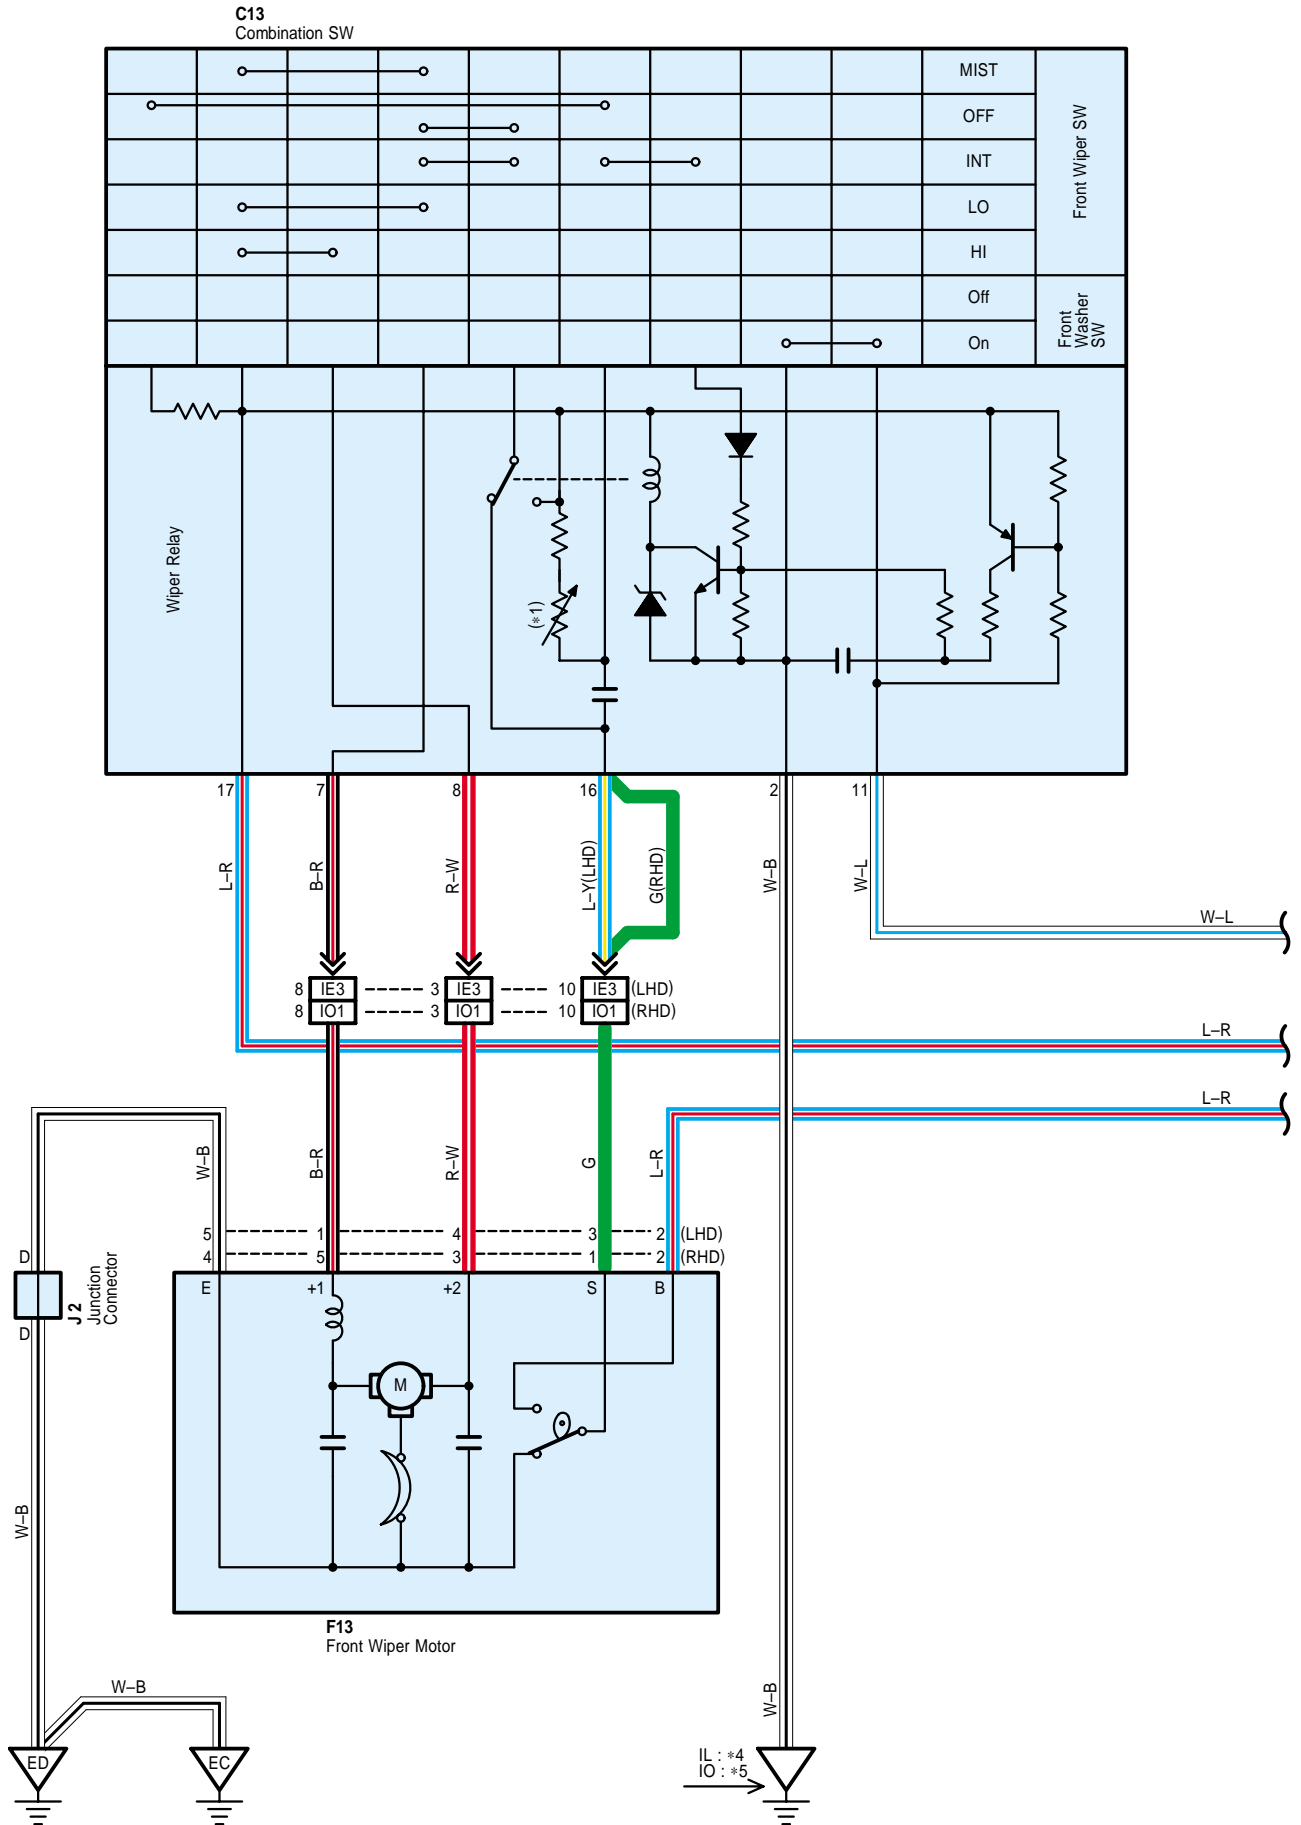 C13
Combination SW
MIST
OFF
INT
LO
HI
Off
On
Front Wiper SW
Front
Washer
SW
Wiper Relay
(*1)
17
7
8
16
2
11
L–R
B–R
R–W
L–Y(LHD)
G(RHD)
W–B
W–L
W–L
8 IE3 3 IE3 10 IE3 (LHD)
8 IO1 3 IO1 10 IO1 (RHD)
L–R
L–R
W–B
B–R
R–W
G
L–R
5 1 4 3 2 (LHD)
4 5 3 1 2 (RHD)
D
J 2
Junction
Connector
D
E +1 +2 S B
M
W–B
F13
Front Wiper Motor
W–B
W–B
ED
EC
IL : *4
IO : *5